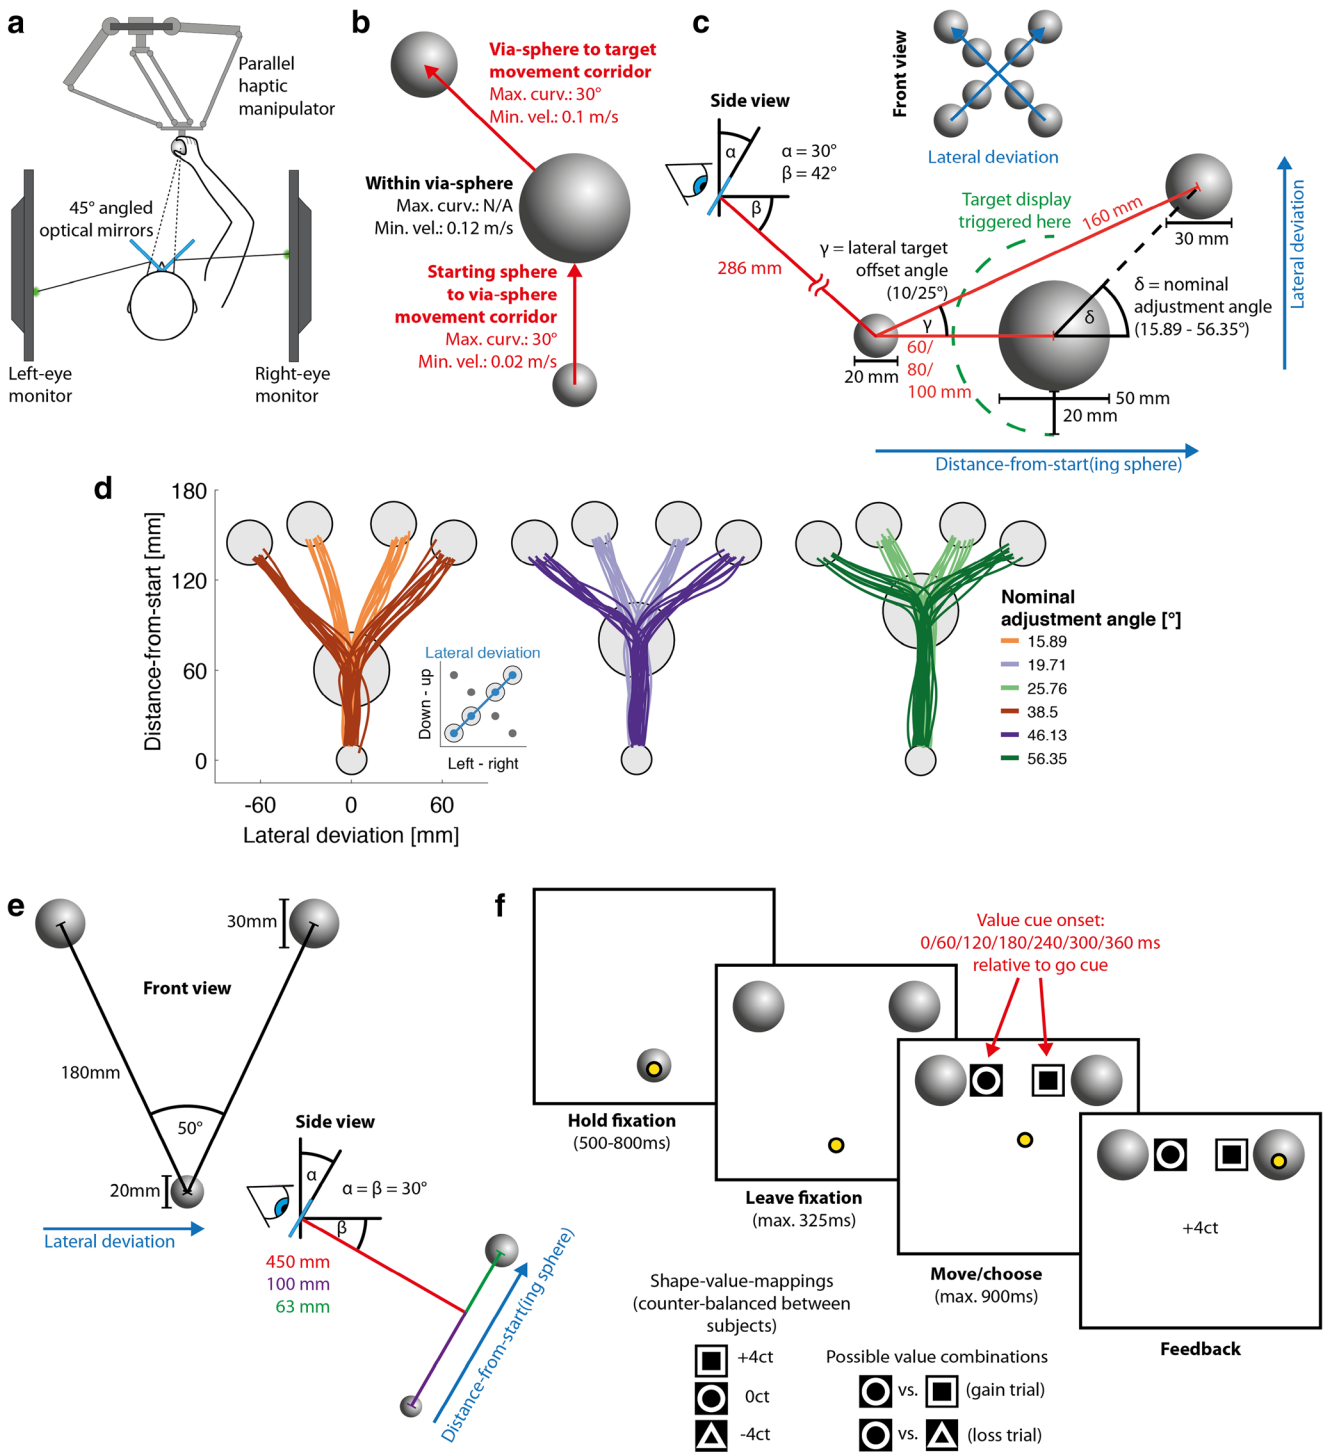 a
Parallel
haptic
manipulator
45° angled
optical mirrors
Left-eye
monitor
Right-eye
monitor
b
Via-sphere to target
movement corridor
Max. curv.: 30°
Min. vel.: 0.1 m/s
Within via-sphere
Max. curv.: N/A
Min. vel.: 0.12 m/s
Starting sphere
to via-sphere
movement corridor
Max. curv.: 30°
Min. vel.: 0.02 m/s
c
Front view
Lateral deviation
Side view
α
α = 30°
β = 42°
β
286 mm
Target display
triggered here
160 mm
30 mm
γ = lateral target
offset angle
(10/25°)
γ
δ
δ = nominal
adjustment angle
(15.89 - 56.35°)
Lateral deviation
20 mm
60/
80/
100 mm
50 mm
20 mm
Distance-from-start(ing sphere)
d
Distance-from-start [mm]
180
120
60
0
-60
0
60
Lateral deviation [mm]
Lateral deviation
Down - up
Left - right
Nominal
adjustment angle [°]
15.89
19.71
25.76
38.5
46.13
56.35
e
30mm
Front view
180mm
50°
20mm
Lateral deviation
Side view
α
α = β = 30°
β
450 mm
100 mm
63 mm
Distance-from-start(ing sphere)
f
Value cue onset:
0/60/120/180/240/300/360 ms
relative to go cue
Hold fixation
(500-800ms)
Leave fixation
(max. 325ms)
Move/choose
(max. 900ms)
+4ct
Feedback
Shape-value-mappings
(counter-balanced between
subjects)
+4ct
0ct
-4ct
Possible value combinations
vs. (gain trial)
vs. (loss trial)